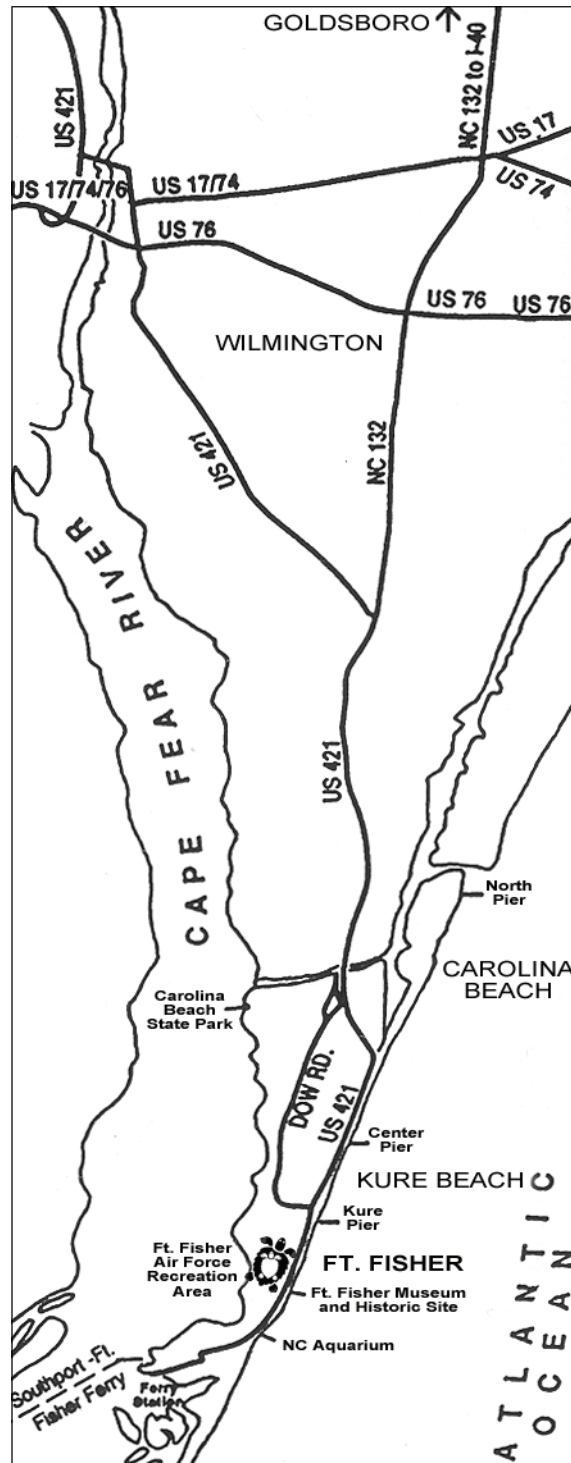 GOLDSBORO
US 421
NC 132 to I-40
US 17
US 74
US 17/74/76
US 17/74
US 76
US 76
US 76
WILMINGTON
US 421
NC 132
CAPE FEAR RIVER
US 421
North
Pier
CAROLINA
BEACH
Carolina
Beach
State Park
DOW RD.
US 421
Center
Pier
KURE BEACH
Kure
Pier
Ft. Fisher
Air Force
Recreation
Area
FT. FISHER
Ft. Fisher Museum
and Historic Site
NC Aquarium
Southport-Ft.
Fisher Ferry
Ferry
Station
ATLANTIC
OCEAN